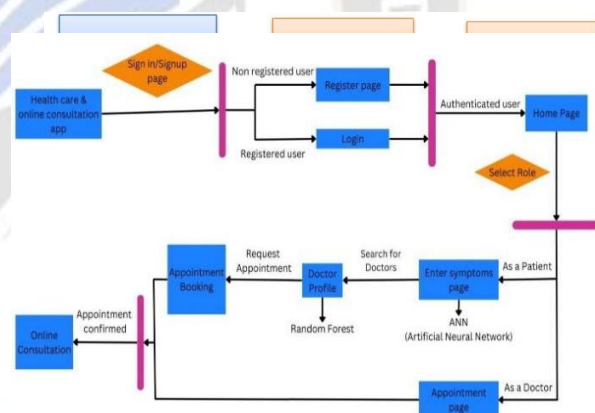 Sign in/Signup
page
Health care &
online consultation
app
Non registered user
Register page
Login
Registered user
Authenticated user
Home Page
Select Role
As a Patient
Enter symptoms
page
ANN
(Artificial Neural Network)
Search for
Doctors
Doctor
Profile
Random Forest
Request
Appointment
Appointment
Booking
Appointment
confirmed
Online
Consultation
As a Doctor
Appointment
page